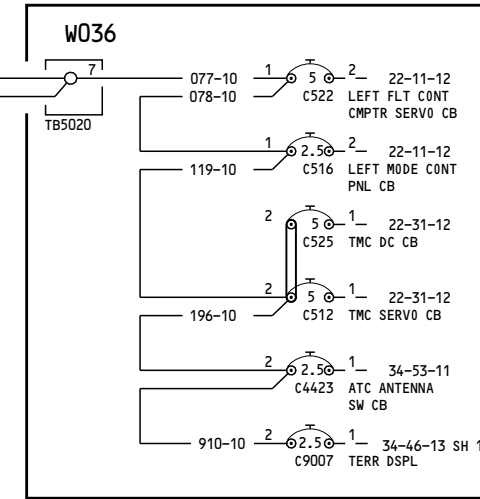 W036
7
TB5020
077-10 1 5 2 22-11-12
078-10 C522 LEFT FLT CONT
CMPTR SERVO CB
1 2.5 2 22-11-12
119-10 C516 LEFT MODE CONT
PNL CB
2 5 1 22-31-12
C525 TMC DC CB
2 5 1 22-31-12
196-10 C512 TMC SERVO CB
2 2.5 1 34-53-11
C4423 ATC ANTENNA
SW CB
910-10 2 2.5 1 34-46-13 SH 1
C9007 TERR DSPL